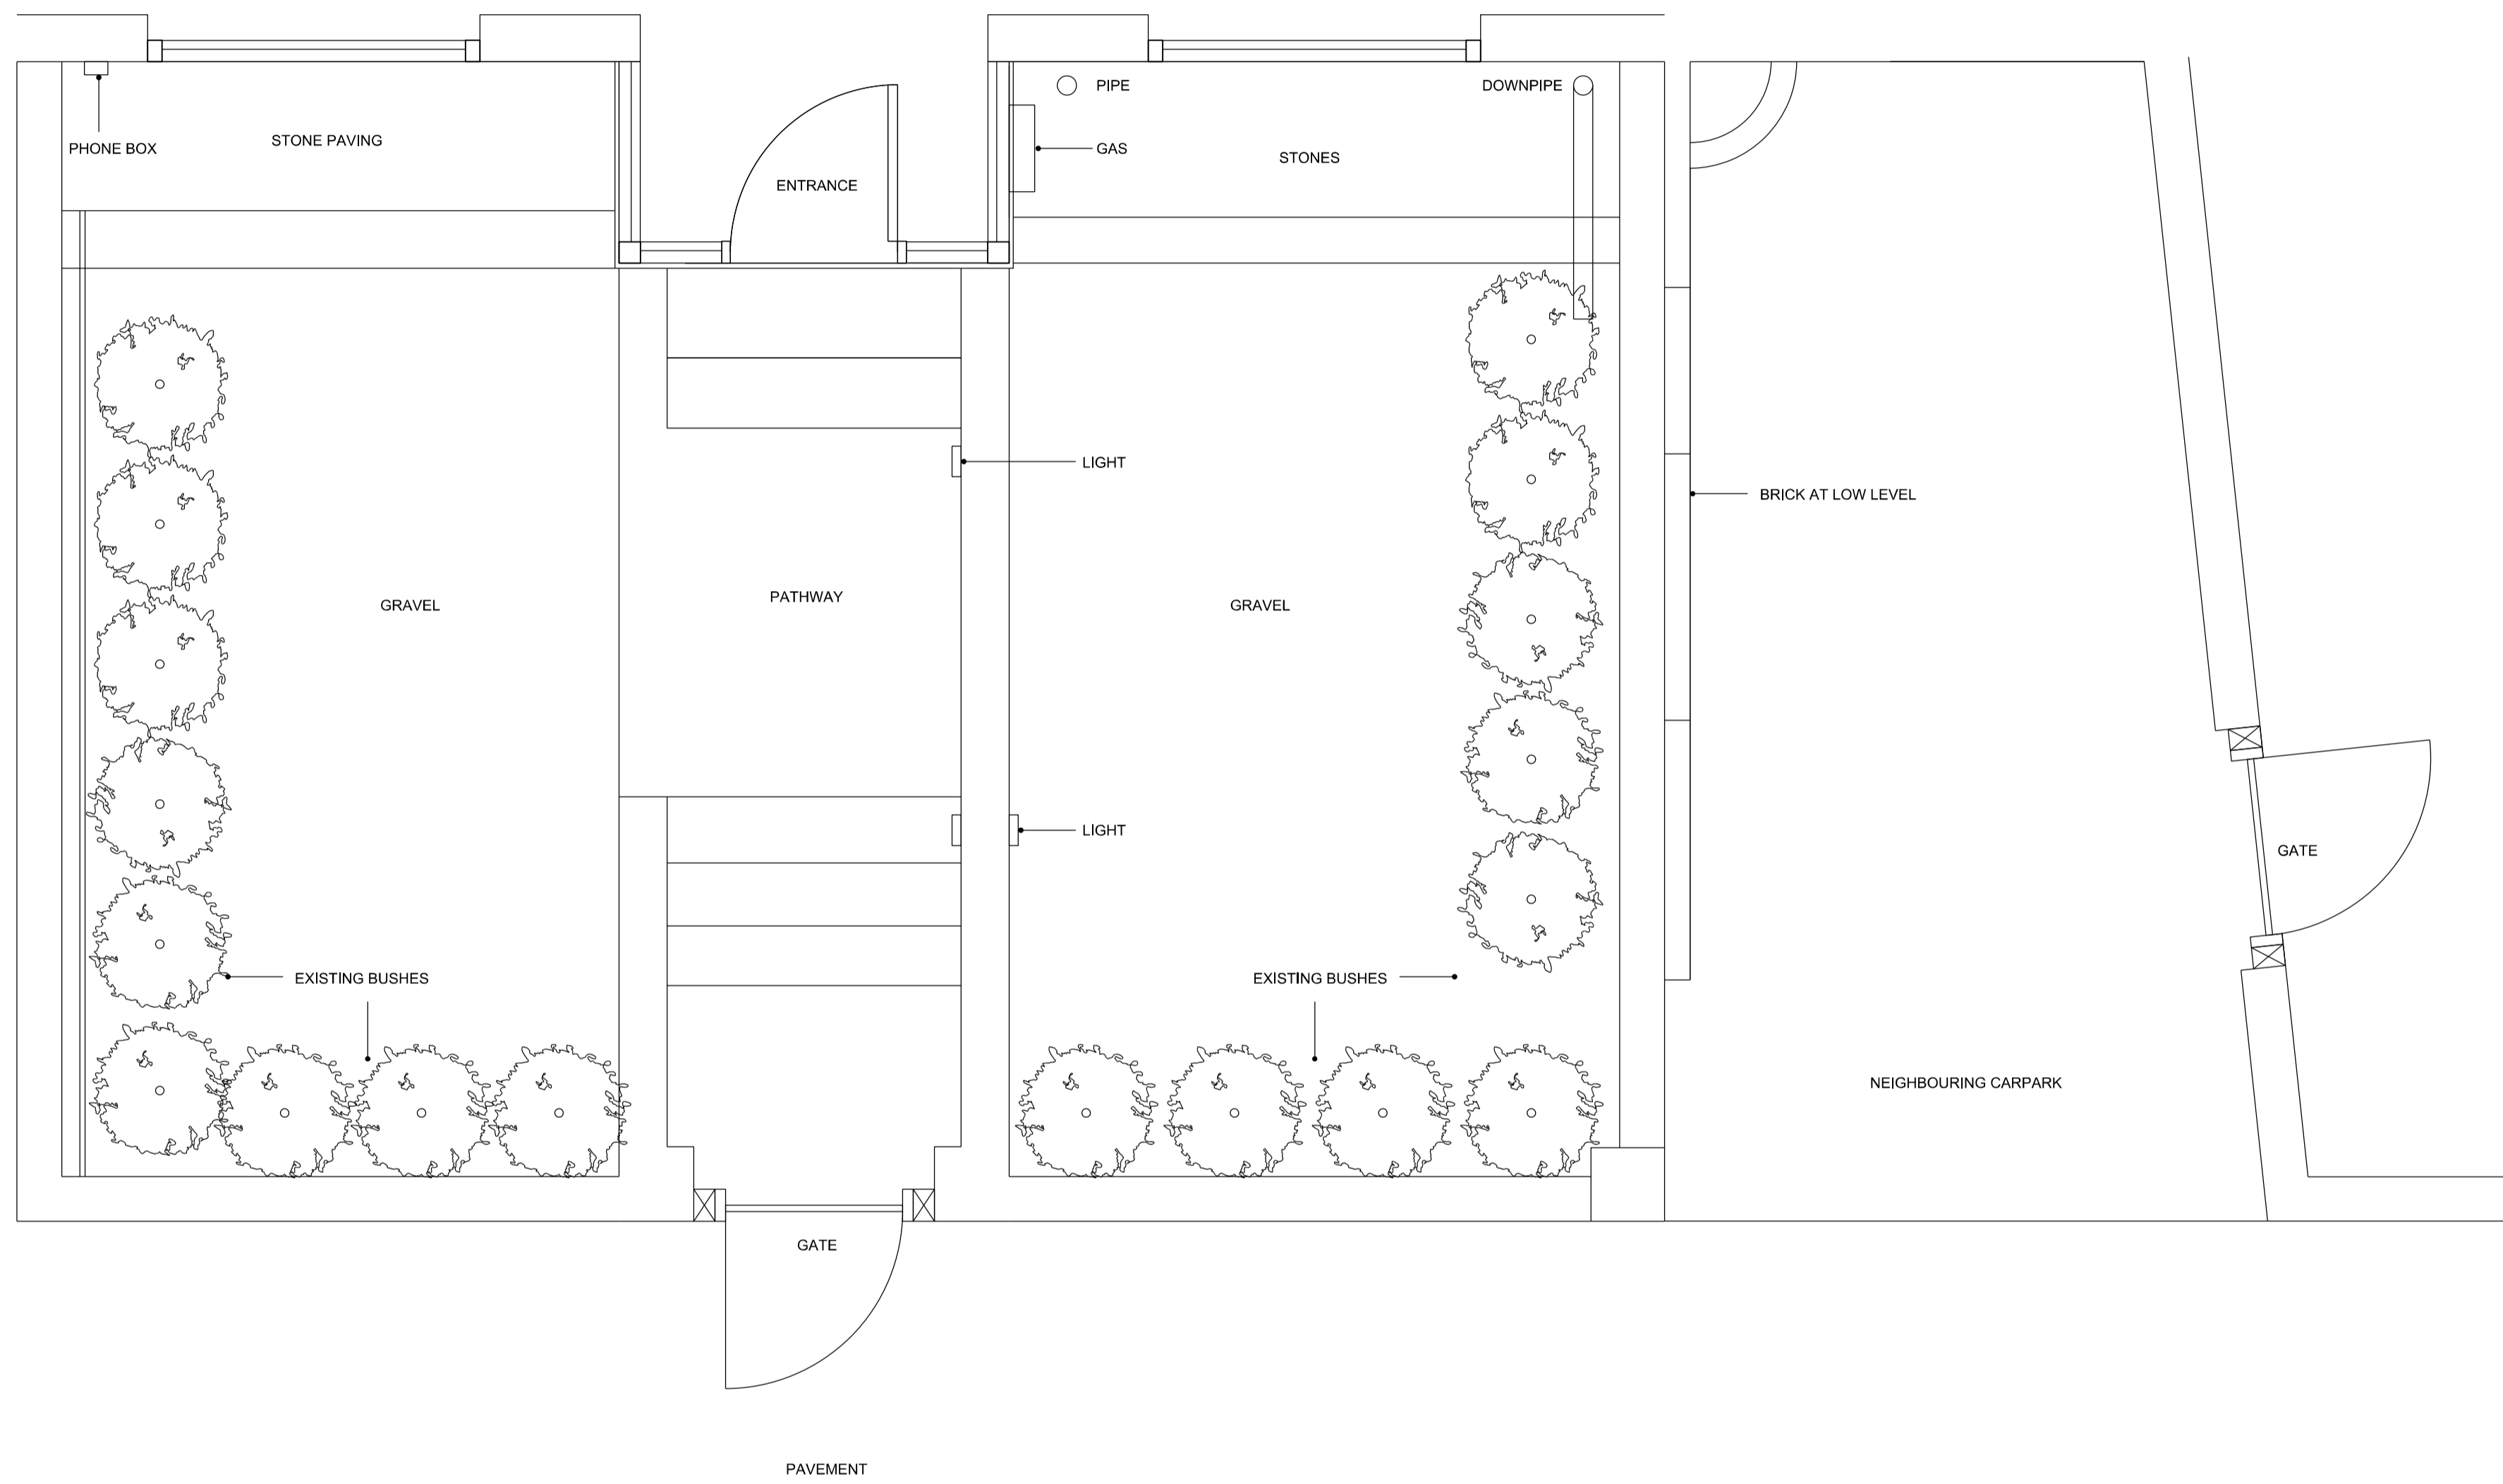 PIPE
DOWNPIPE
PHONE BOX
STONE PAVING
GAS
STONES
ENTRANCE
LIGHT
BRICK AT LOW LEVEL
GRAVEL
PATHWAY
GRAVEL
LIGHT
GATE
EXISTING BUSHES
EXISTING BUSHES
NEIGHBOURING CARPARK
GATE
PAVEMENT